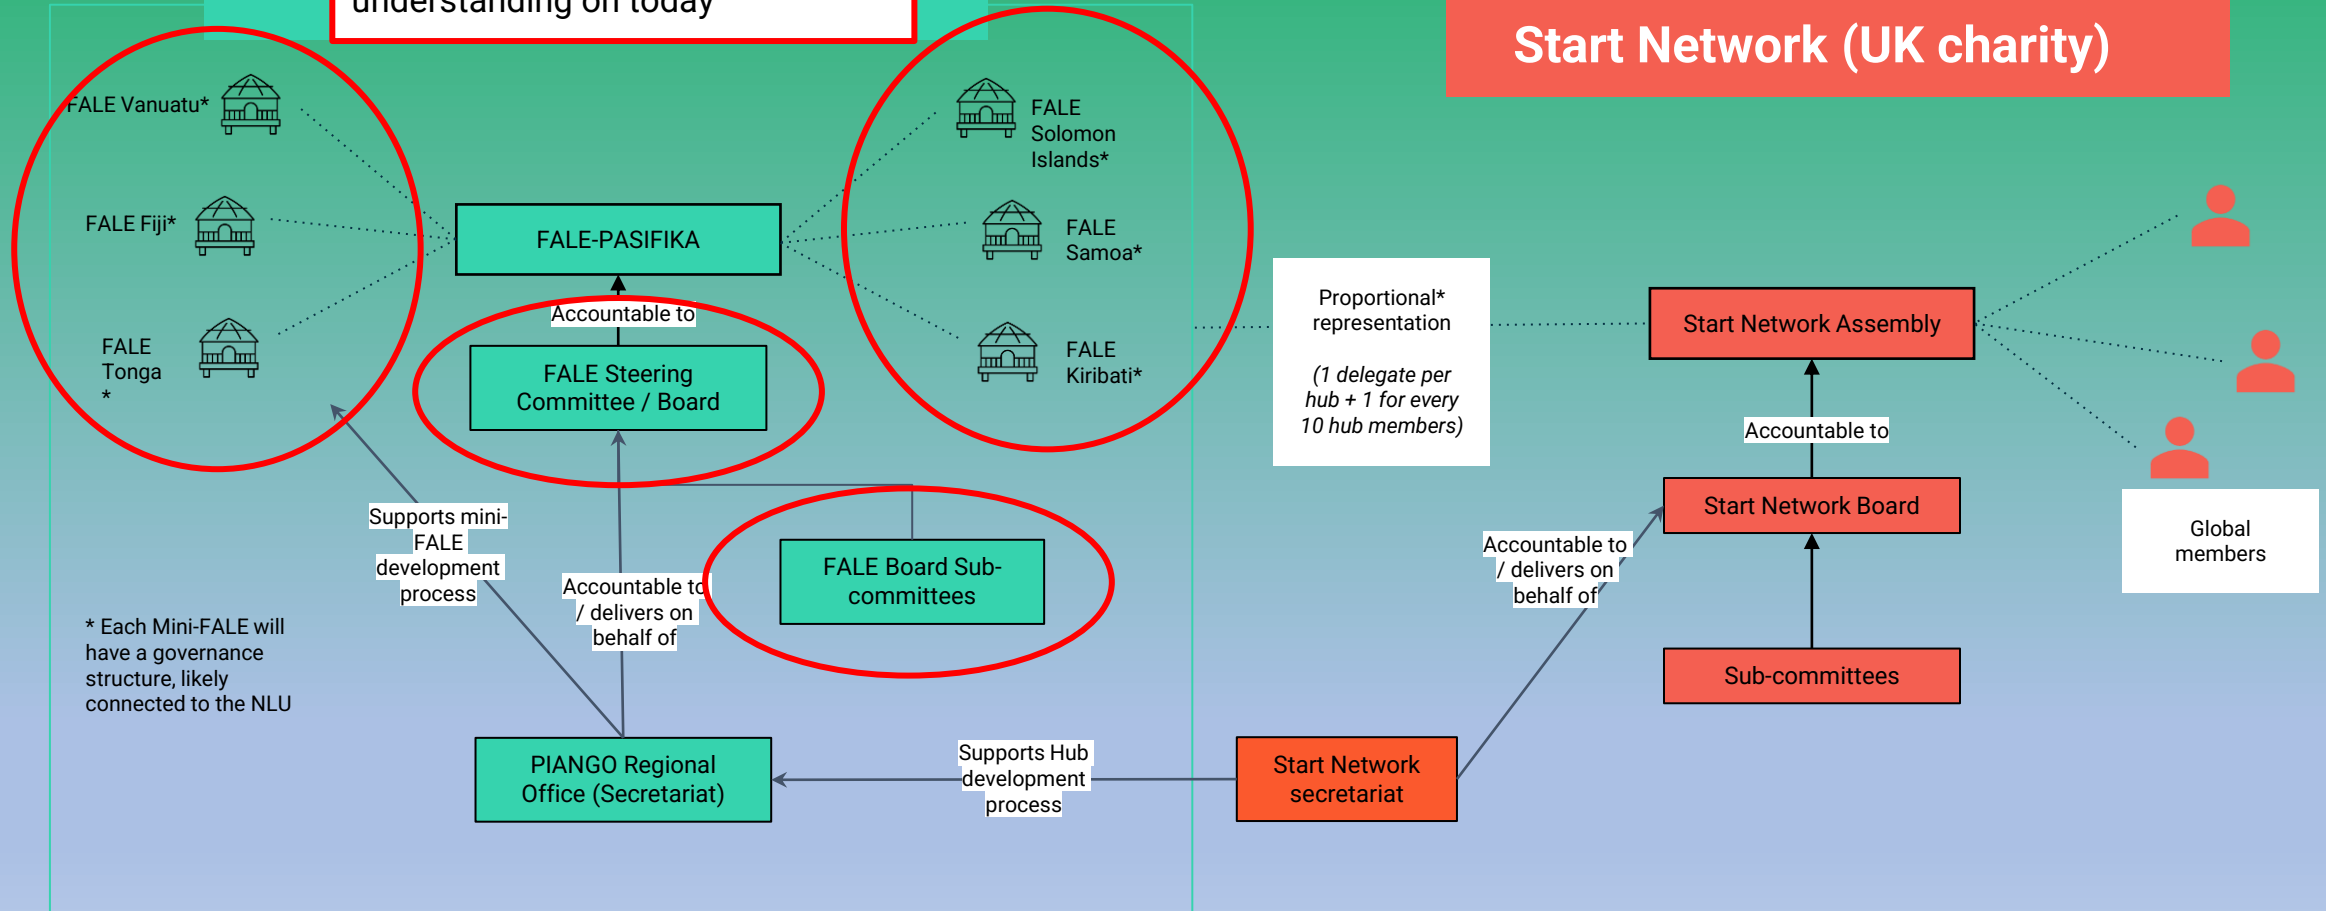 understanding on today
Start Network (UK charity)
FALE Vanuatu*
FALE Fiji*
FALE
Tonga
*
FALE-PASIFIKA
Accountable to
FALE Steering
Committee / Board
FALE
Solomon
Islands*
FALE
Samoa*
FALE
Kiribati*
Proportional*
representation
(1 delegate per
hub + 1 for every
10 hub members)
Start Network Assembly
Accountable to
Start Network Board
Global
members
Supports mini-
FALE
development
process
Accountable to
/ delivers on
behalf of
FALE Board Sub-
committees
Accountable to
/ delivers on
behalf of
Sub-committees
* Each Mini-FALE will
have a governance
structure, likely
connected to the NLU
PIANGO Regional
Office (Secretariat)
Supports Hub
development
process
Start Network
secretariat